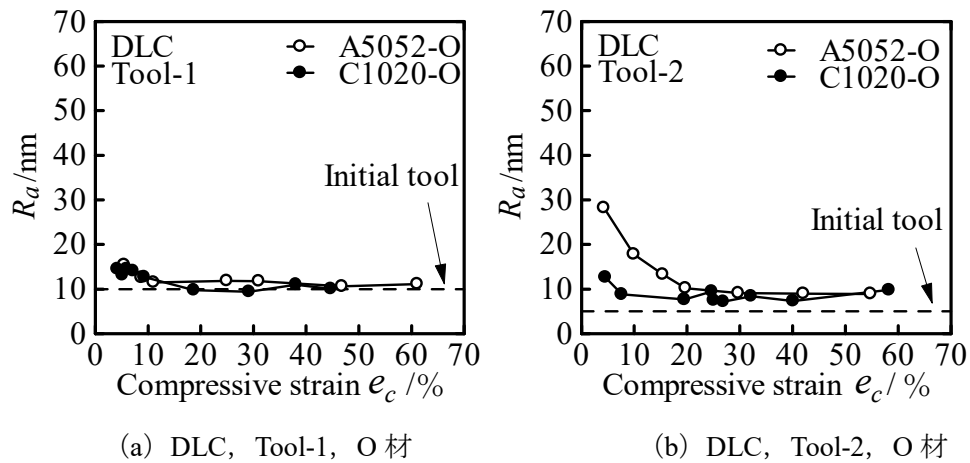 70
60
50
40
30
20
10
0
R_a/nm
DLC
Tool-1
A5052-O
C1020-O
Initial tool
0 10 20 30 40 50 60 70
Compressive strain e_c /%
(a) DLC, Tool-1, O 材
70
60
50
40
30
20
10
0
R_a/nm
DLC
Tool-2
A5052-O
C1020-O
Initial tool
0 10 20 30 40 50 60 70
Compressive strain e_c /%
(b) DLC, Tool-2, O 材